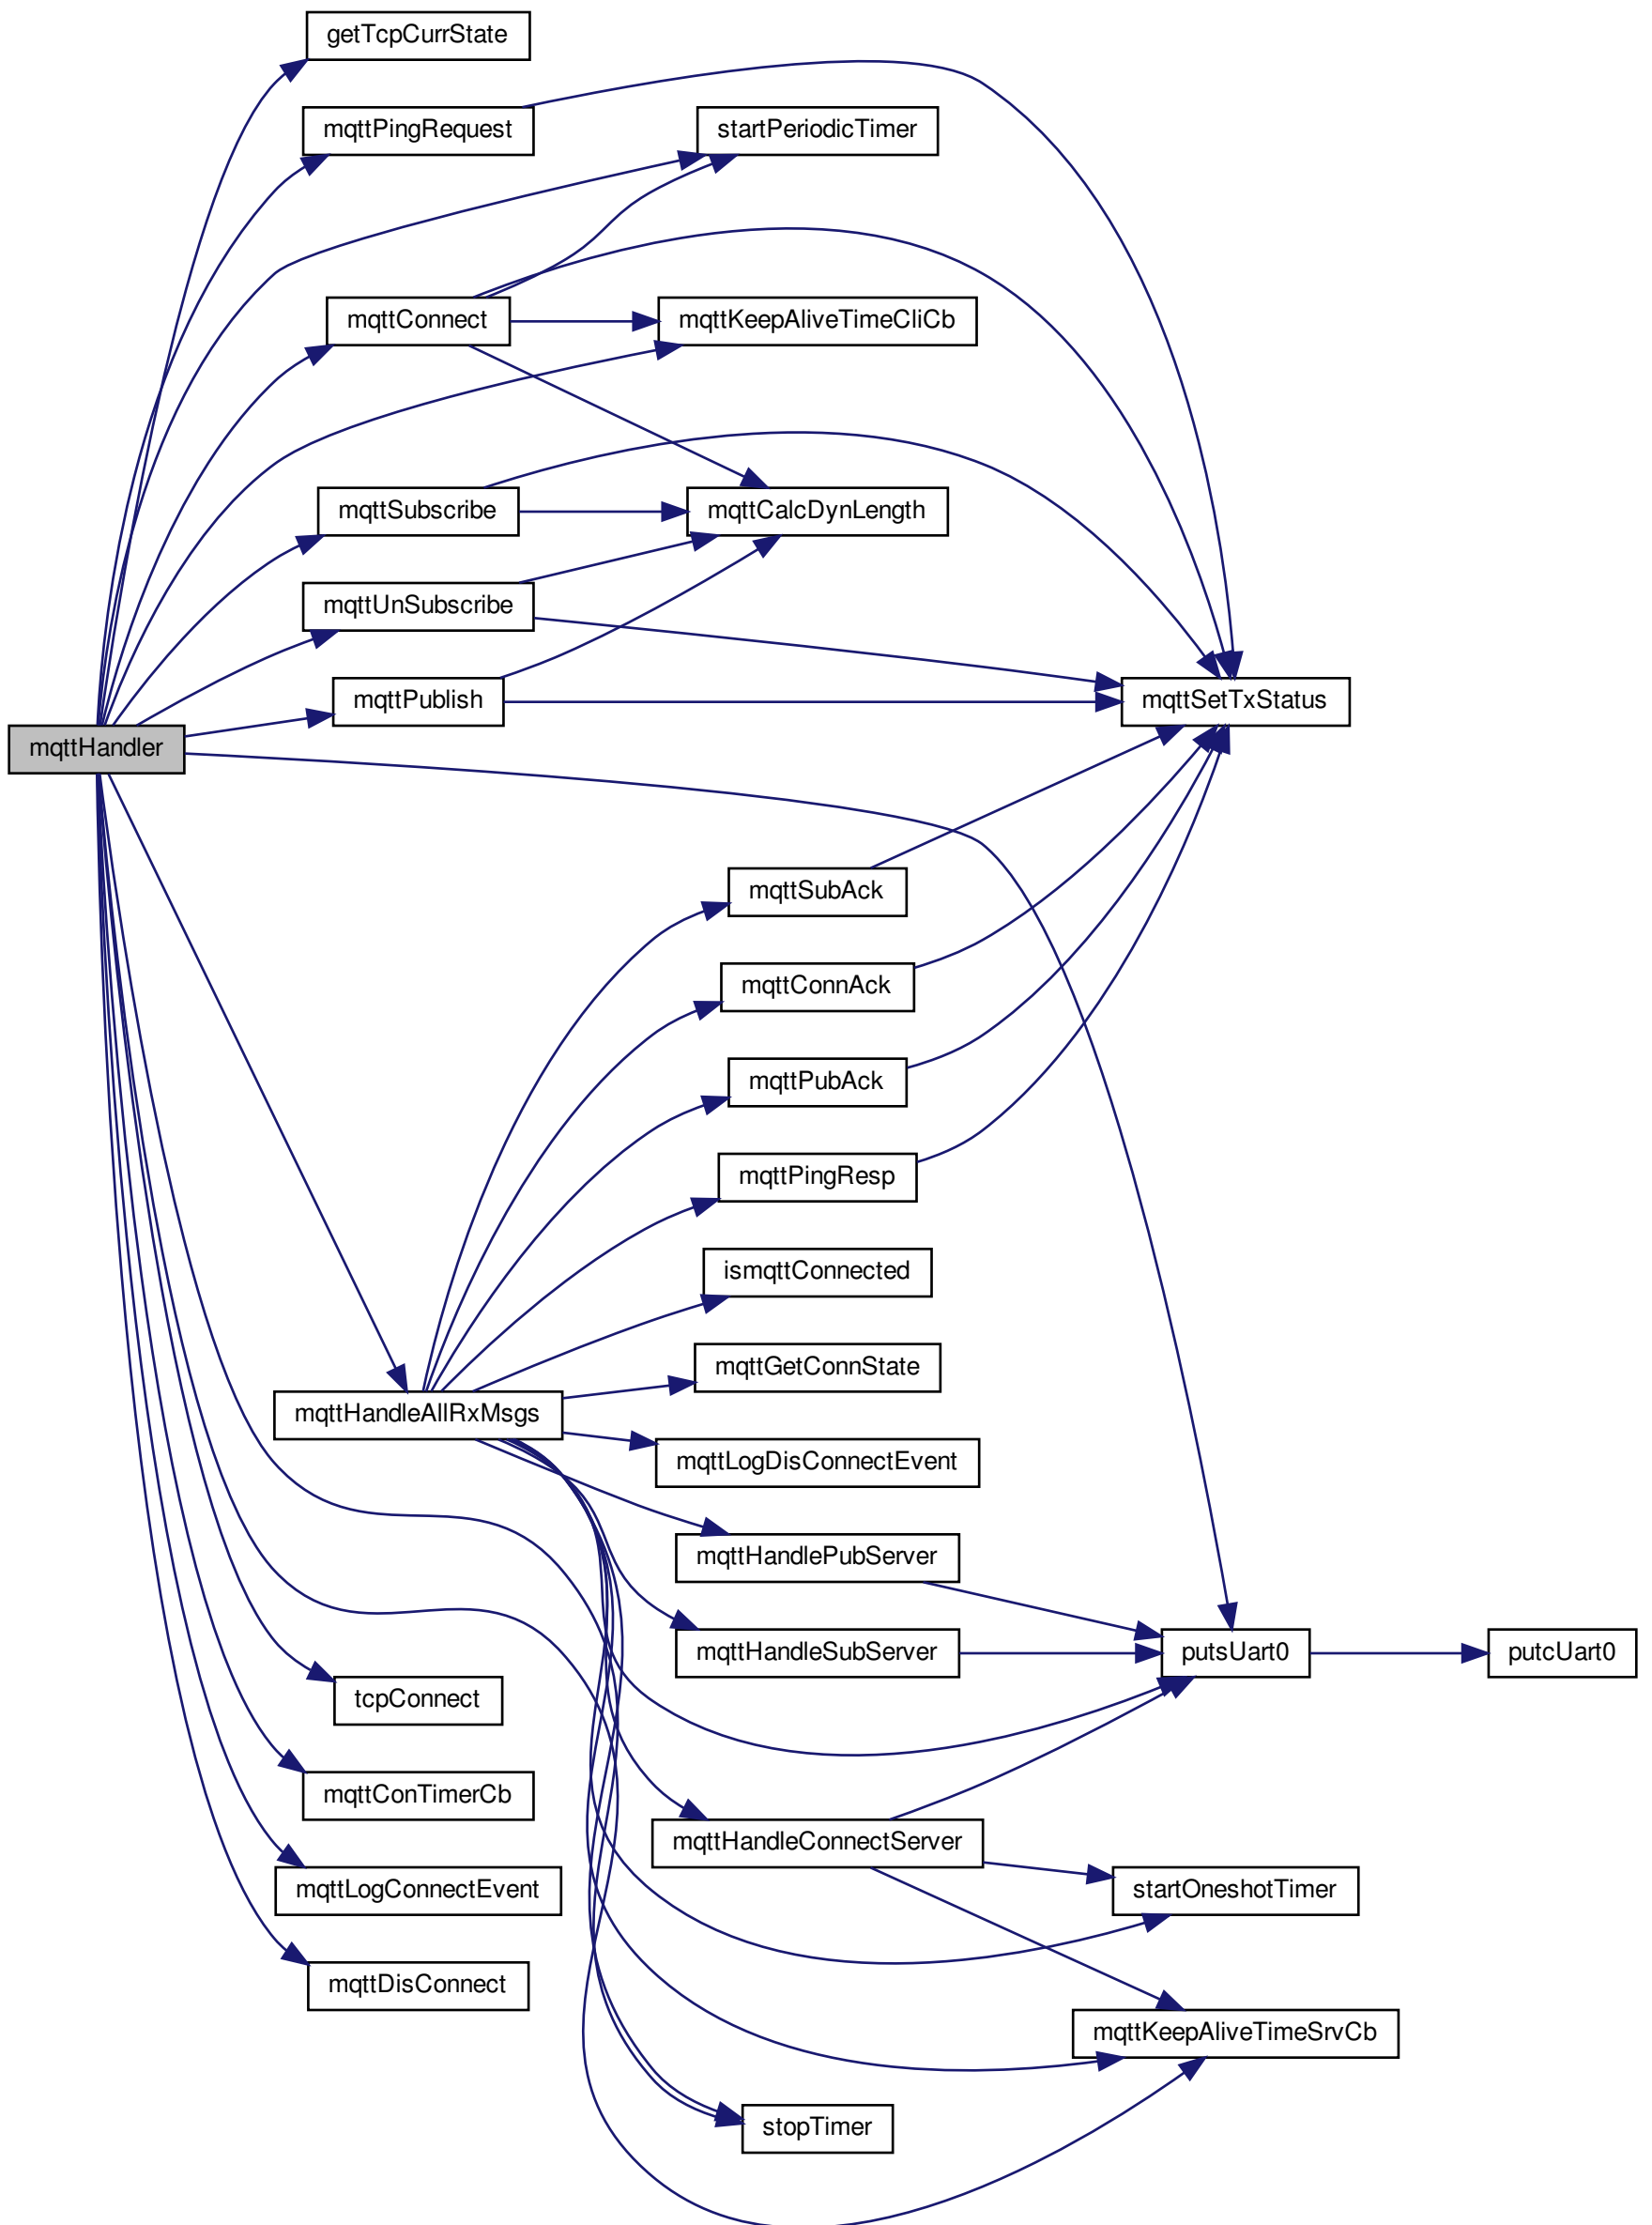 getTcpCurrState
mqttPingRequest
startPeriodicTimer
mqttConnect
mqttKeepAliveTimeCliCb
mqttSubscribe
mqttCalcDynLength
mqttUnSubscribe
mqttPublish
mqttSetTxStatus
mqttHandler
mqttSubAck
mqttConnAck
mqttPubAck
mqttPingResp
ismqttConnected
mqttGetConnState
mqttHandleAllRxMsgs
mqttLogDisConnectEvent
mqttHandlePubServer
mqttHandleSubServer
putsUart0
putcUart0
tcpConnect
mqttConTimerCb
mqttHandleConnectServer
mqttLogConnectEvent
startOneshotTimer
mqttDisConnect
mqttKeepAliveTimeSrvCb
stopTimer